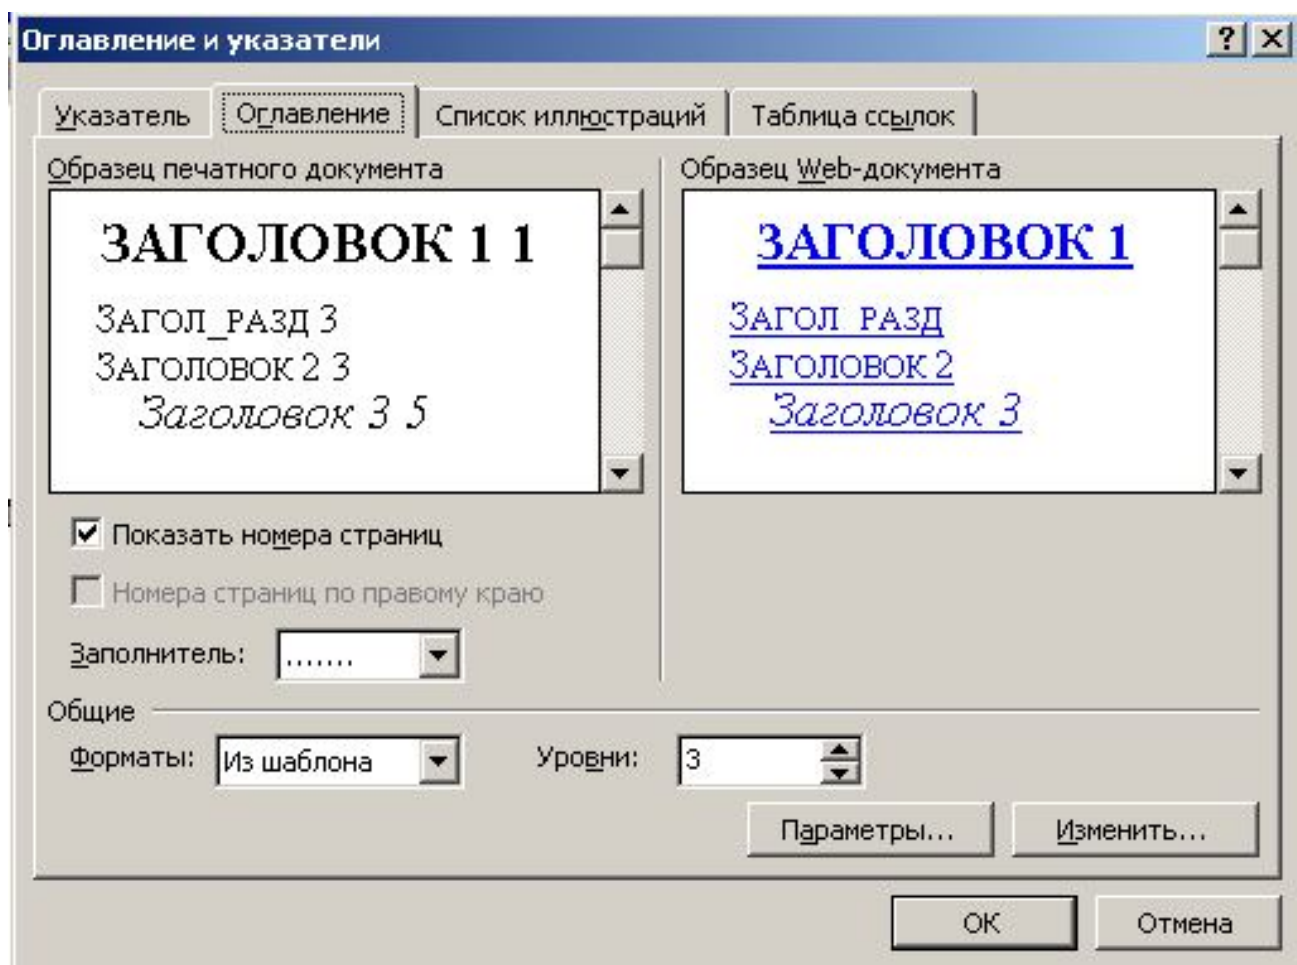 Оглавление и указатели
Указатель Оглавление Список иллюстраций Таблица ссылок
Образец печатного документа
ЗАГОЛОВОК 1 1
ЗАГОЛ_РАЗД 3
ЗАГОЛОВОК 2 3
Заголовок 3 5
Образец Web-документа
ЗАГОЛОВОК 1
ЗАГОЛ_РАЗД
ЗАГОЛОВОК 2
Заголовок 3
Показать номера страниц
Номера страниц по правому краю
Заполнитель: .......
Общие
Форматы: Из шаблона Уровни: 3
Параметры... Изменить...
ОК Отмена